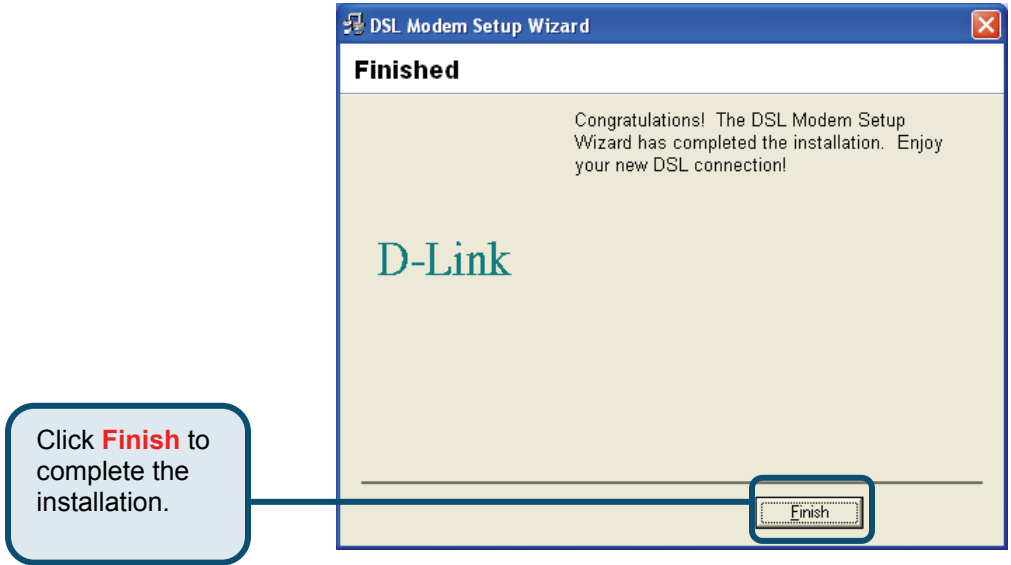 DSL Modem Setup Wizard
Finished
Congratulations! The DSL Modem Setup
Wizard has completed the installation. Enjoy
your new DSL connection!
D-Link
Click Finish to
complete the
installation.
Finish